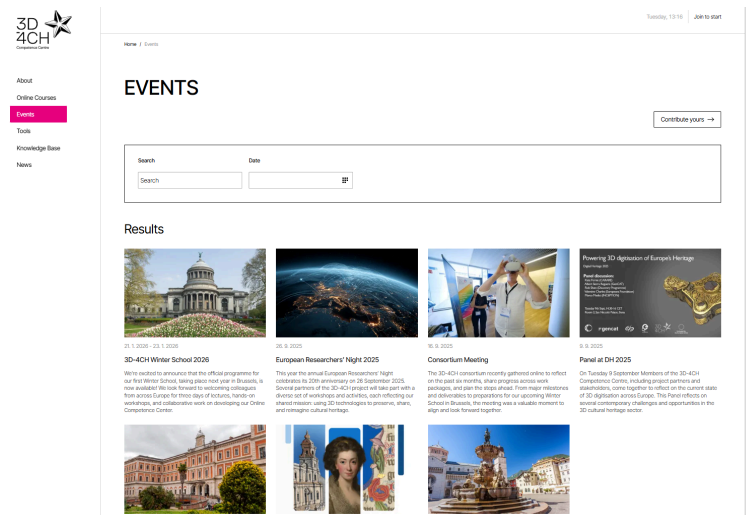 3D
4CH
Competence Centre
Tuesday, 13:16
Join to start
Home / Events
About
Online Courses
Events
Tools
Knowledge Base
News
EVENTS
Contribute yours →
Search
Date
Search
Results
Powering 3D digitisation of Europe's Heritage
Panel discussion:
21. 1. 2026 - 23. 1. 2026
3D-4CH Winter School 2026
We're excited to announce that the official programme for
our first Winter School, taking place next year in Brussels, is
now available! We look forward to welcoming colleagues
from across Europe for three days of lectures, hands-on
workshops, and collaborative work on developing our Online
Competence Center.
26. 9. 2025
European Researchers' Night 2025
This year the annual European Researchers' Night
celebrates its 20th anniversary on 26 September 2025.
Several partners of the 3D-4CH project will take part with a
diverse set of workshops and activities, each reflecting our
shared mission: using 3D technologies to preserve, share,
and reimagine cultural heritage.
16. 9. 2025
Consortium Meeting
The 3D-4CH consortium recently gathered online to reflect
on the past six months, share progress across work
packages, and plan the steps ahead. From major milestones
and deliverables to preparations for our upcoming Winter
School in Brussels, the meeting was a valuable moment to
align and look forward together.
9. 9. 2025
Panel at DH 2025
On Tuesday 9 September Members of the 3D-4CH
Competence Centre, including project partners and
stakeholders, come together to reflect on the current state
of 3D digitisation across Europe. This Panel reflects on
several contemporary challenges and opportunities in the
3D cultural heritage sector.